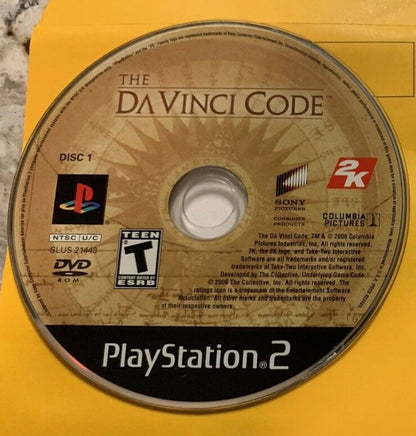 THE
DA VINCI CODE™
DISC 1
SONY
PICTURES
CONSUMER
PRODUCTS
2K
COLUMBIA
PICTURES
NTSC U/C
SLUS 21443
DVD
ROM
TEEN
T
CONTENT RATED BY
ESRB
The Da Vinci Code: TM & © 2006 Columbia
Pictures Industries, Inc. All rights reserved.
2K, the 2K logo, and Take-Two Interactive
Software are all trademarks and/or registered
trademarks of Take-Two Interactive Software, Inc.
Developed by The Collective. Underlying Game Code
© 2006 The Collective, Inc. All rights reserved. The
ratings icon is a trademark of the Entertainment Software
Association. All other marks and trademarks are the property
of their respective owners.
PlayStation®2